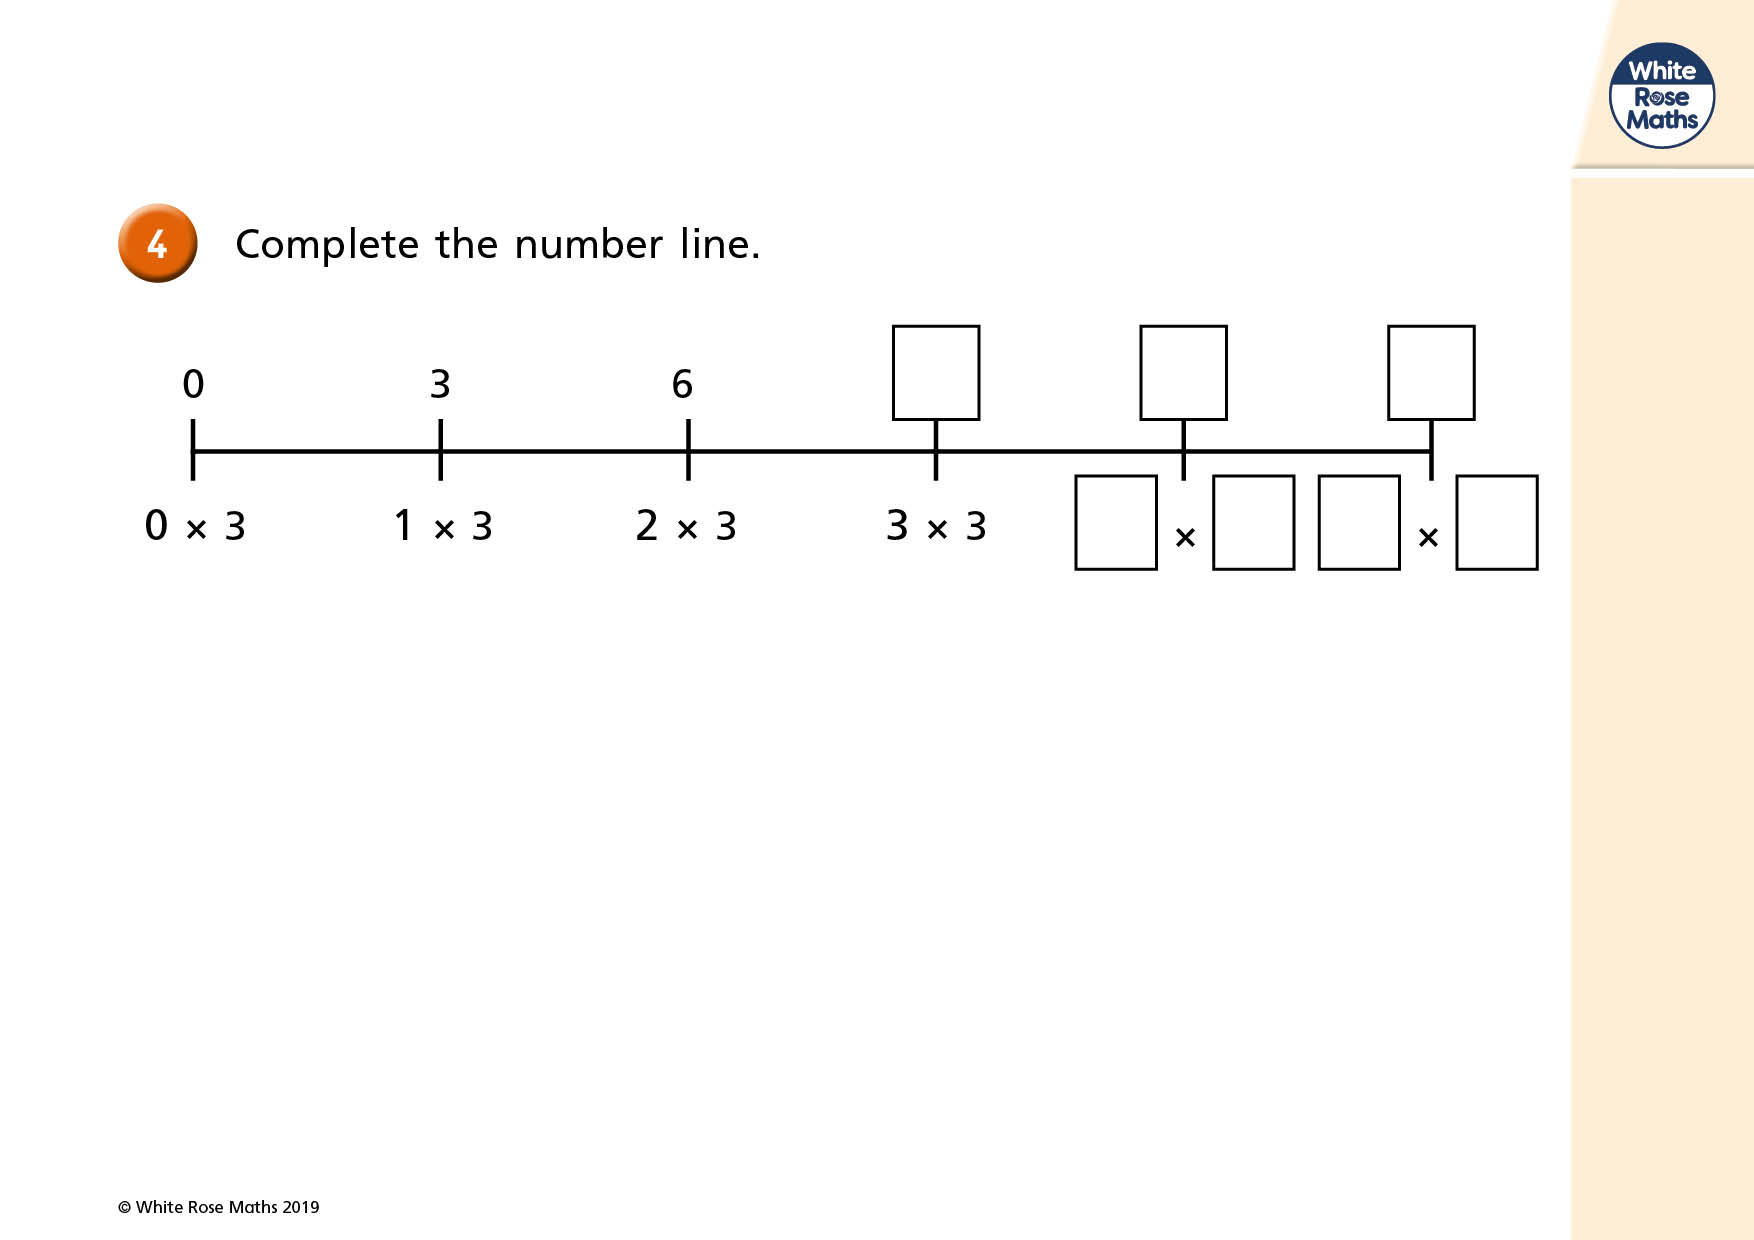 White
Rose
Maths
4 Complete the number line.
0 3 6
0 × 3 1 × 3 2 × 3 3 × 3 × ×
© White Rose Maths 2019